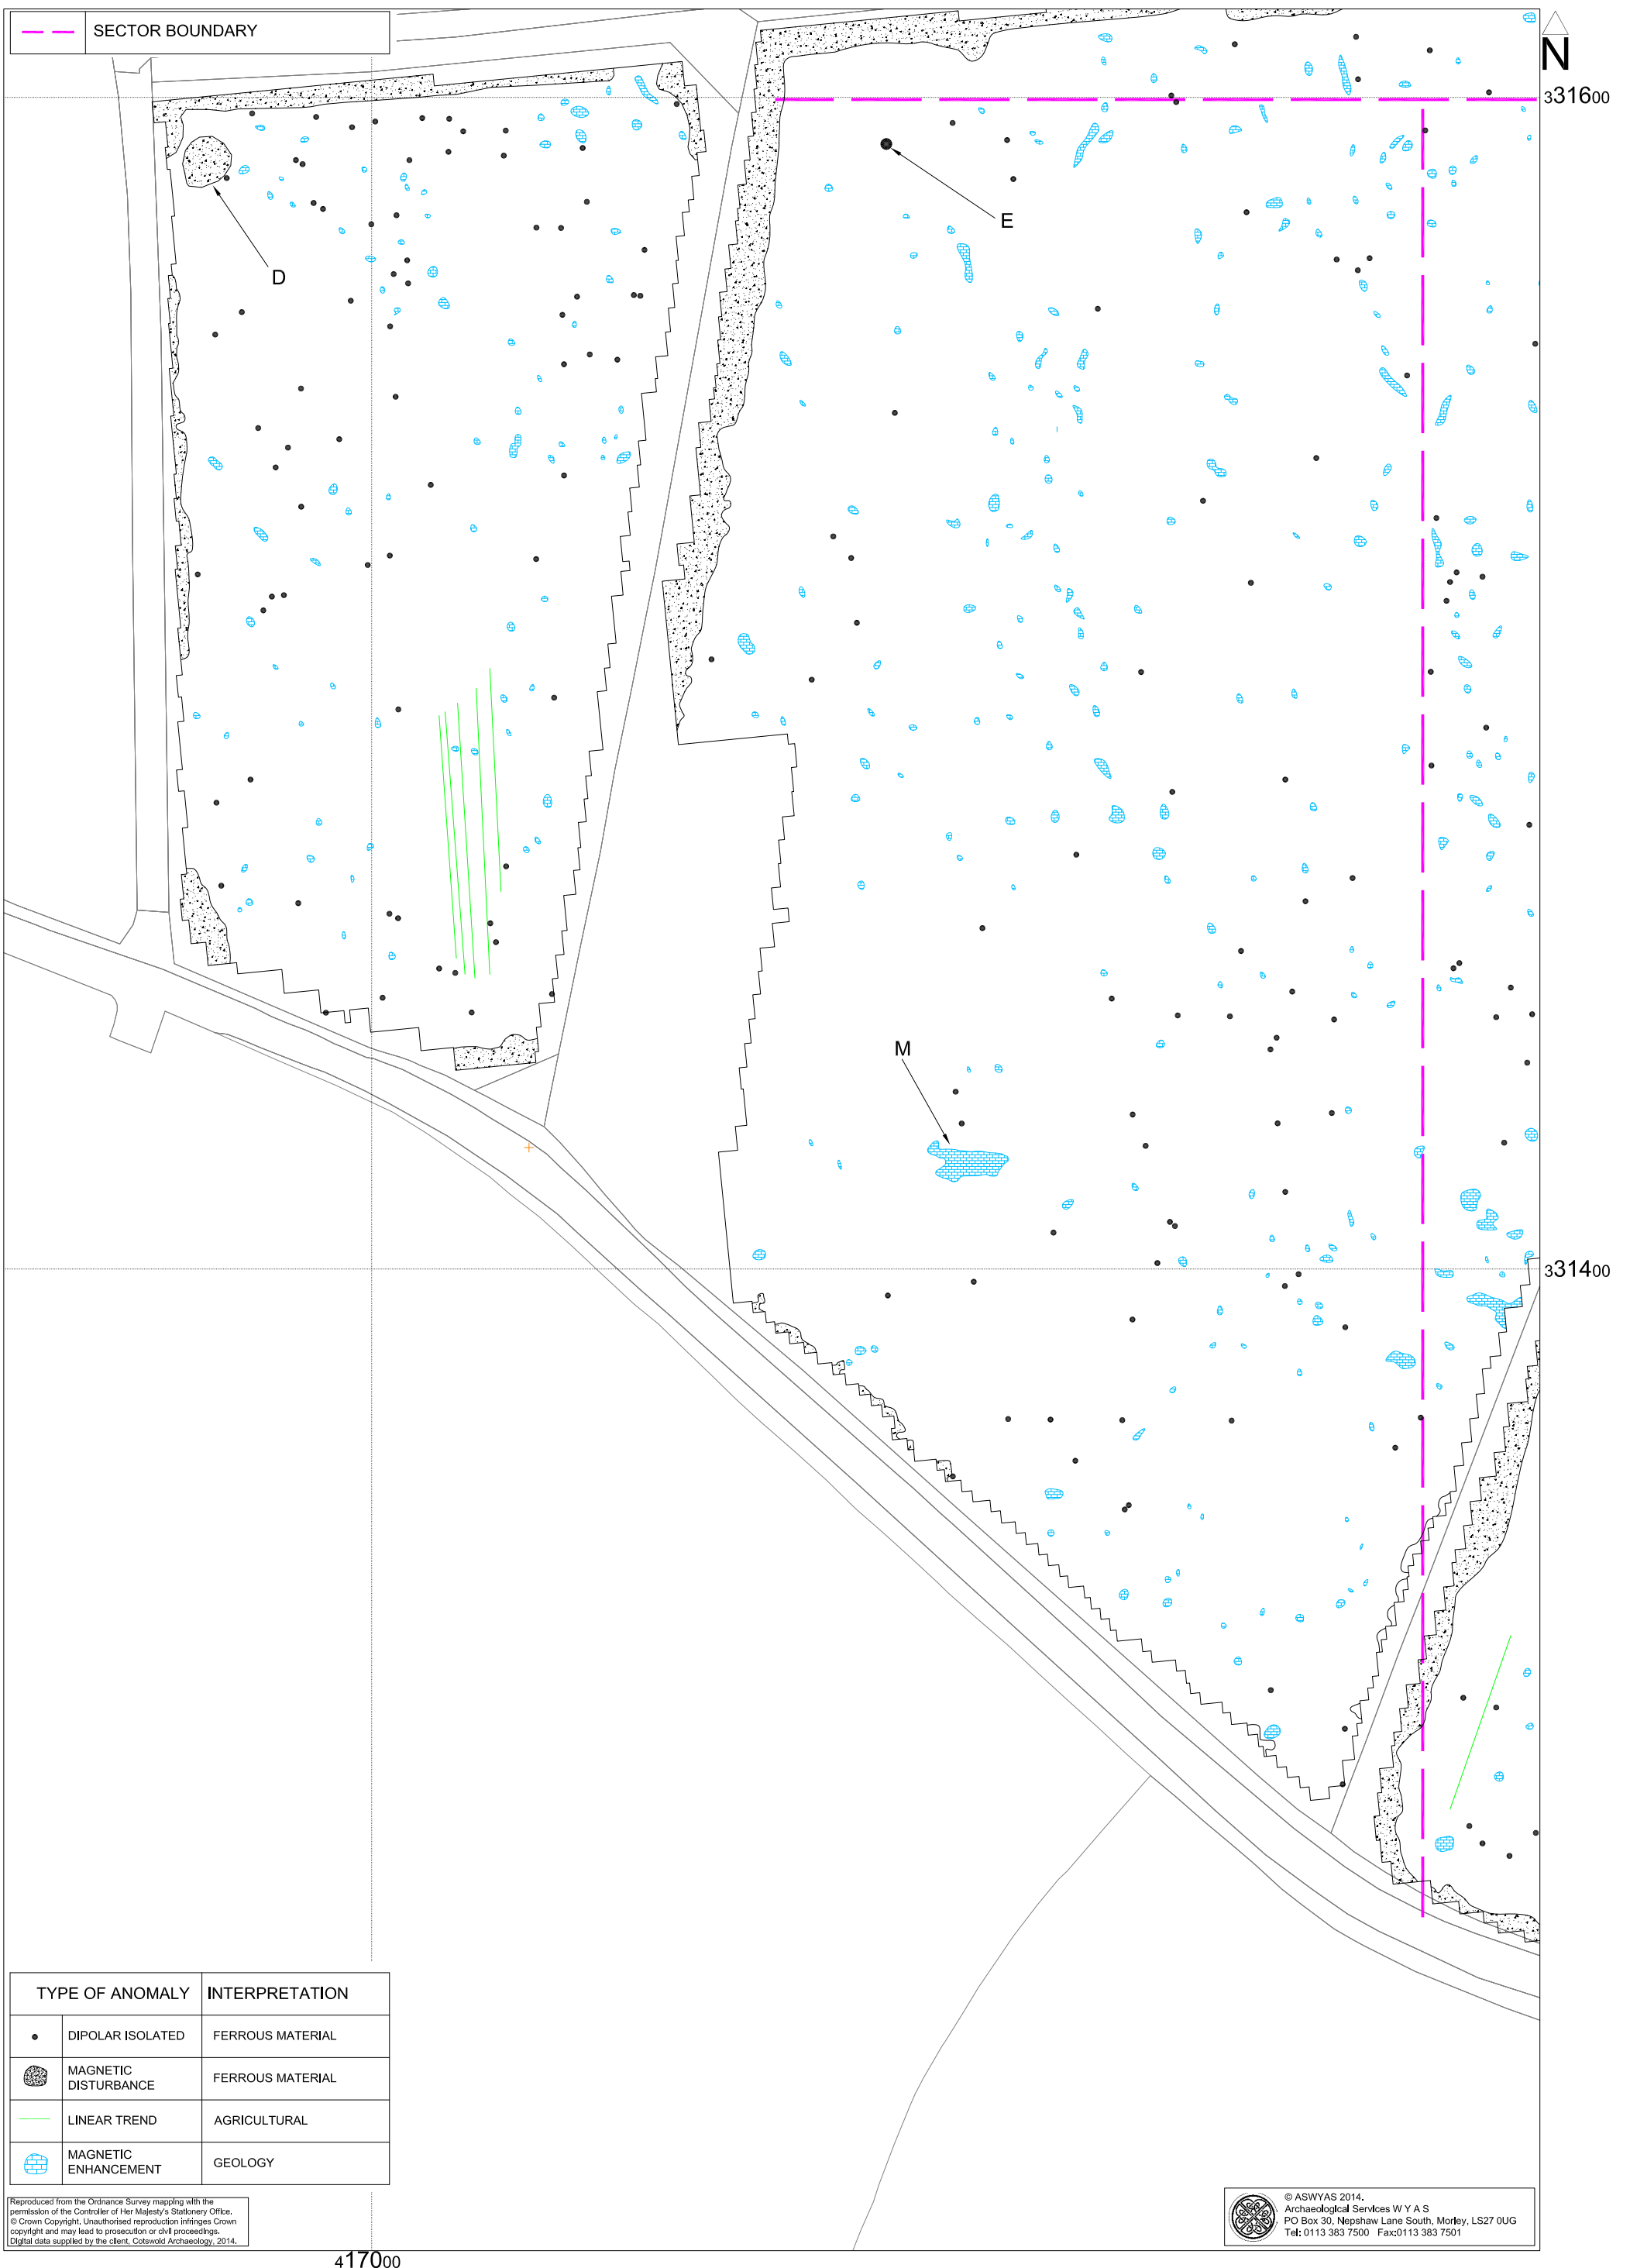 SECTOR BOUNDARY
N
331600
E
D
M
331400
TYPE OF ANOMALY INTERPRETATION
DIPOLAR ISOLATED FERROUS MATERIAL
MAGNETIC
DISTURBANCE
FERROUS MATERIAL
LINEAR TREND AGRICULTURAL
MAGNETIC
ENHANCEMENT
GEOLOGY
Reproduced from the Ordnance Survey mapping with the
permission of the Controller of Her Majesty's Stationery Office.
© Crown Copyright. Unauthorised reproduction infringes Crown
copyright and may lead to prosecution or civil proceedings.
Digital data supplied by the client, Cotswold Archaeology, 2014.
© ASWYAS 2014.
Archaeological Services W Y A S
PO Box 30, Nepshaw Lane South, Morley, LS27 0UG
Tel: 0113 383 7500 Fax:0113 383 7501
417000